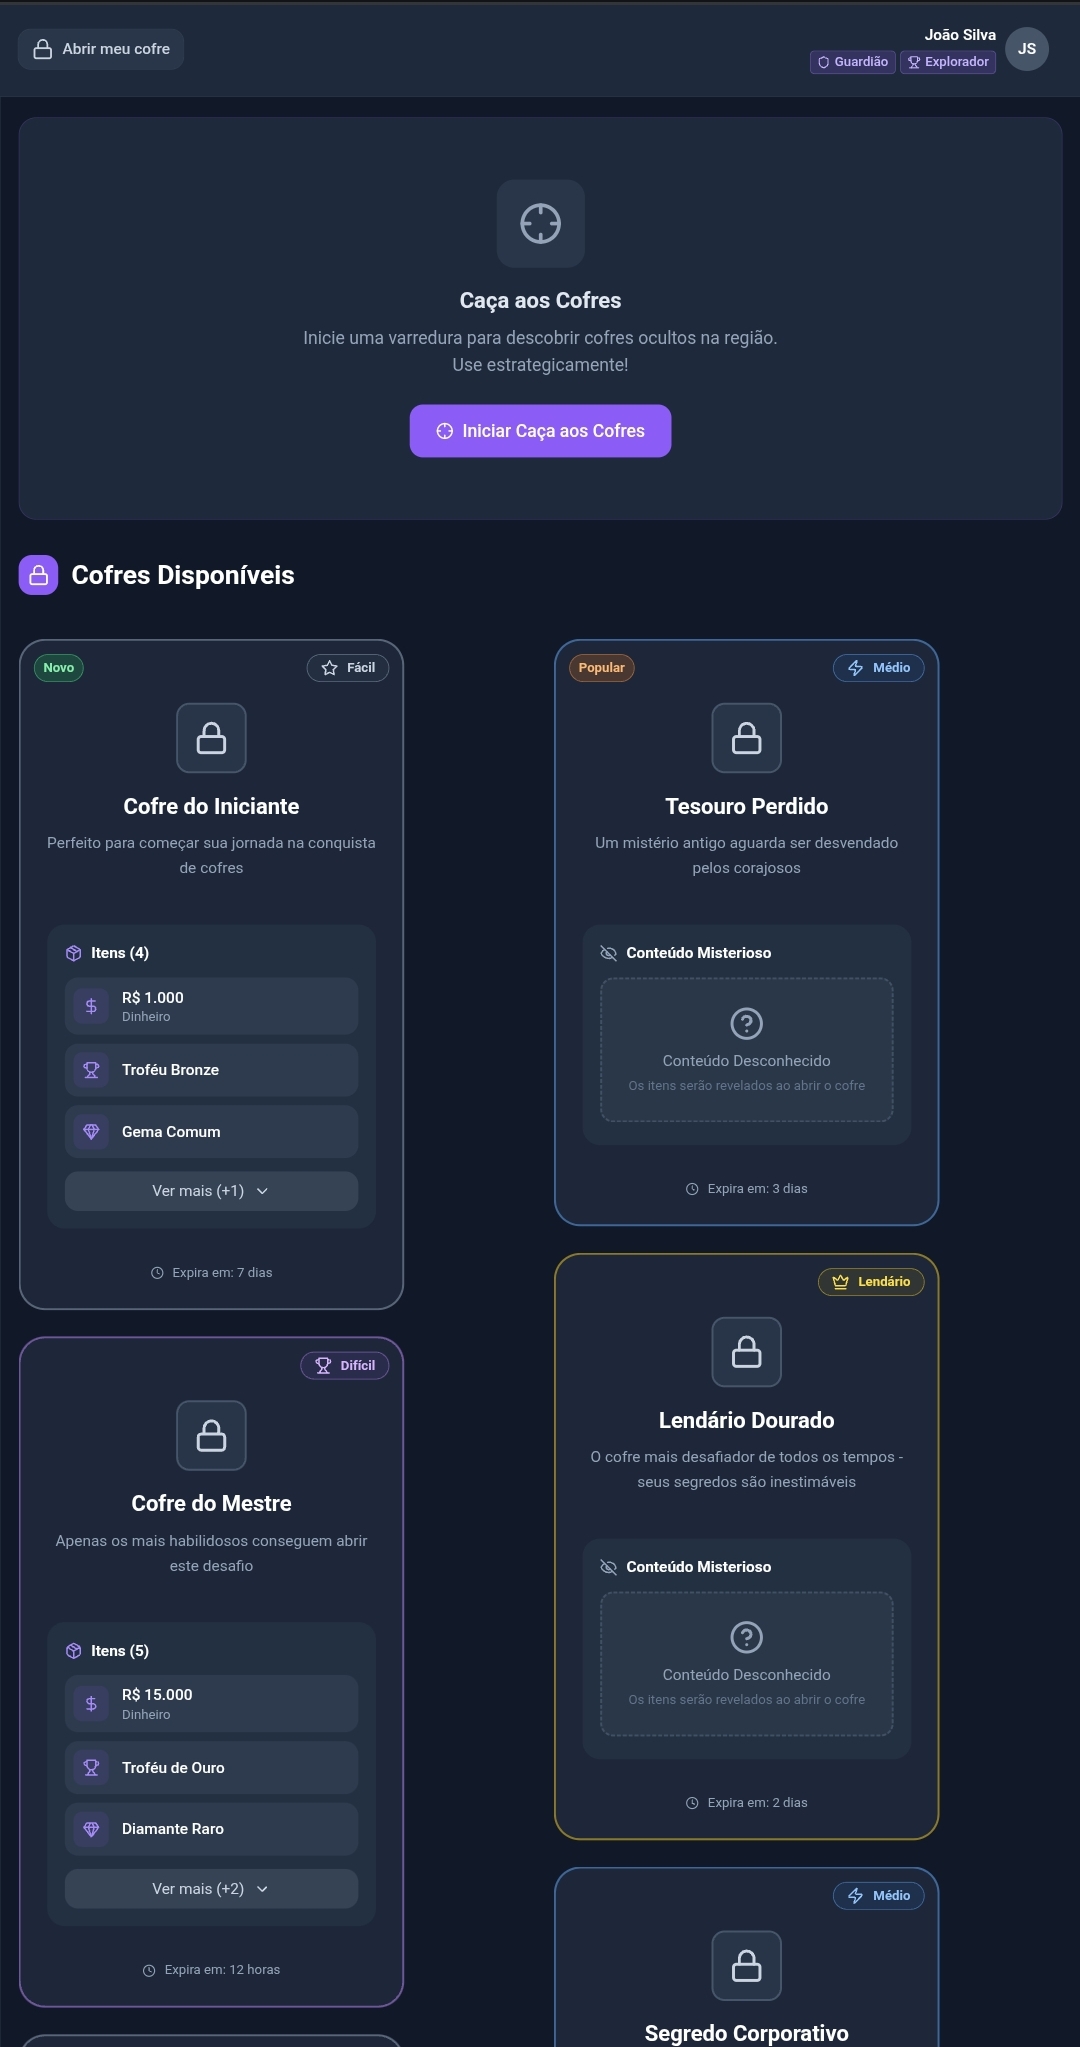 Abrir meu cofre
João Silva
JS
Guardião
Explorador
Caça aos Cofres
Inicie uma varredura para descobrir cofres ocultos na região.
Use estrategicamente!
Iniciar Caça aos Cofres
Cofres Disponíveis
Novo
Fácil
Cofre do Iniciante
Perfeito para começar sua jornada na conquista
de cofres
Itens (4)
R$ 1.000
Dinheiro
Troféu Bronze
Gema Comum
Ver mais (+1)
Expira em: 7 dias
Difícil
Cofre do Mestre
Apenas os mais habilidosos conseguem abrir
este desafio
Itens (5)
R$ 15.000
Dinheiro
Troféu de Ouro
Diamante Raro
Ver mais (+2)
Expira em: 12 horas
Popular
Médio
Tesouro Perdido
Um mistério antigo aguarda ser desvendado
pelos corajosos
Conteúdo Misterioso
Conteúdo Desconhecido
Os itens serão revelados ao abrir o cofre
Expira em: 3 dias
Lendário
Lendário Dourado
O cofre mais desafiador de todos os tempos -
seus segredos são inestimáveis
Conteúdo Misterioso
Conteúdo Desconhecido
Os itens serão revelados ao abrir o cofre
Expira em: 2 dias
Médio
Segredo Corporativo